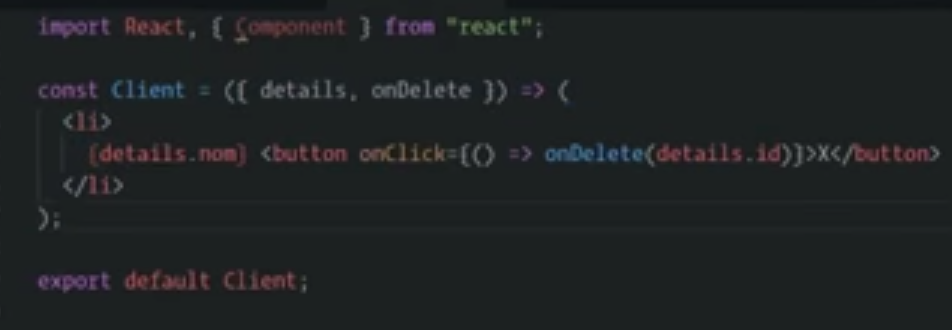 import React, { Component } from "react";
const Client = ({ details, onDelete }) => (
<li>
{details.nom} <button onClick={() => onDelete(details.id)}>X</button>
</li>
);
export default Client;